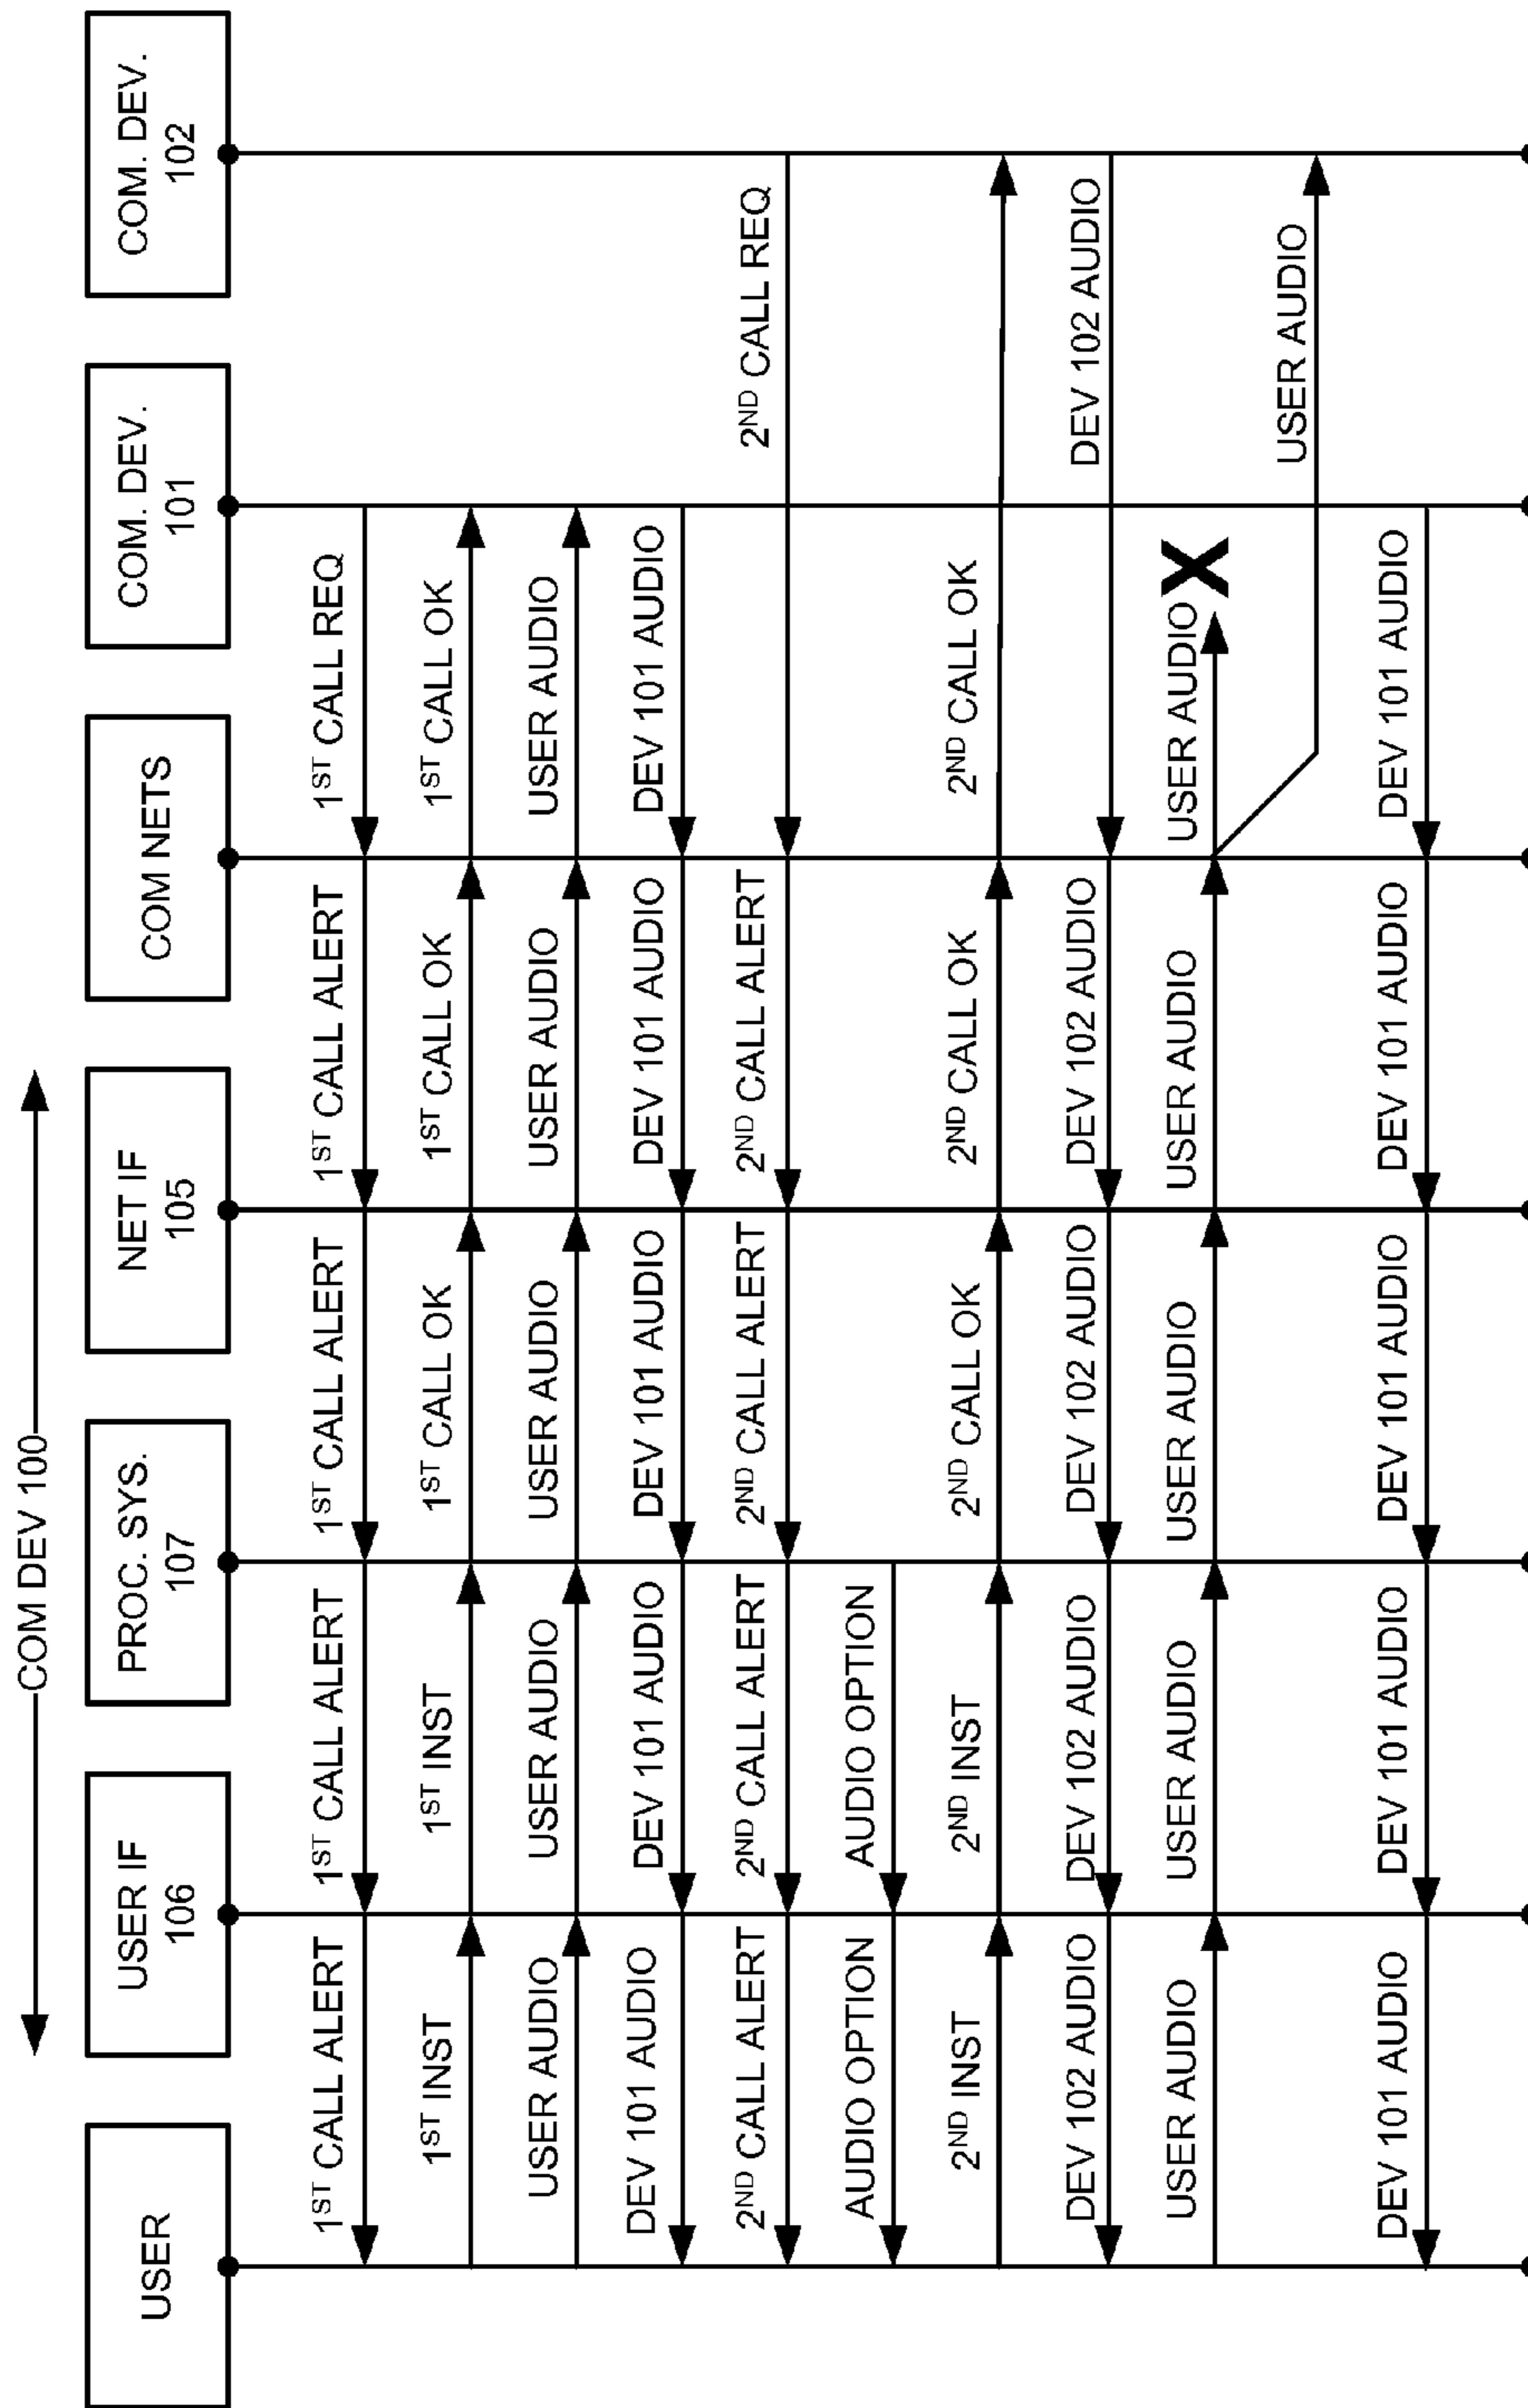 COM DEV 100
USER
USER IF
106
PROC. SYS.
107
NET IF
105
COM NETS
COM. DEV.
101
COM. DEV.
102
1ST CALL ALERT
1ST CALL ALERT
1ST CALL ALERT
1ST CALL ALERT
1ST CALL REQ
1ST INST
1ST INST
1ST CALL OK
1ST CALL OK
1ST CALL OK
USER AUDIO
USER AUDIO
USER AUDIO
USER AUDIO
USER AUDIO
DEV 101 AUDIO
DEV 101 AUDIO
DEV 101 AUDIO
DEV 101 AUDIO
DEV 101 AUDIO
2ND CALL ALERT
2ND CALL ALERT
2ND CALL ALERT
2ND CALL ALERT
2ND CALL REQ
AUDIO OPTION
AUDIO OPTION
2ND INST
2ND INST
2ND CALL OK
2ND CALL OK
2ND CALL OK
DEV 102 AUDIO
DEV 102 AUDIO
DEV 102 AUDIO
DEV 102 AUDIO
DEV 102 AUDIO
USER AUDIO
USER AUDIO
USER AUDIO
USER AUDIO
USER AUDIO
X
USER AUDIO
DEV 101 AUDIO
DEV 101 AUDIO
DEV 101 AUDIO
DEV 101 AUDIO
DEV 101 AUDIO